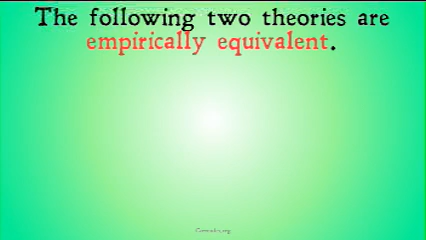 The following two theories are
empirically equivalent.